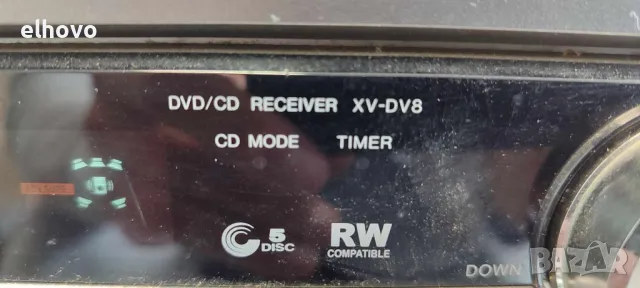 elhovo
DVD/CD RECEIVER XV-DV8
CD MODE TIMER
5 DISC
RW COMPATIBLE
DOWN
BAZAR